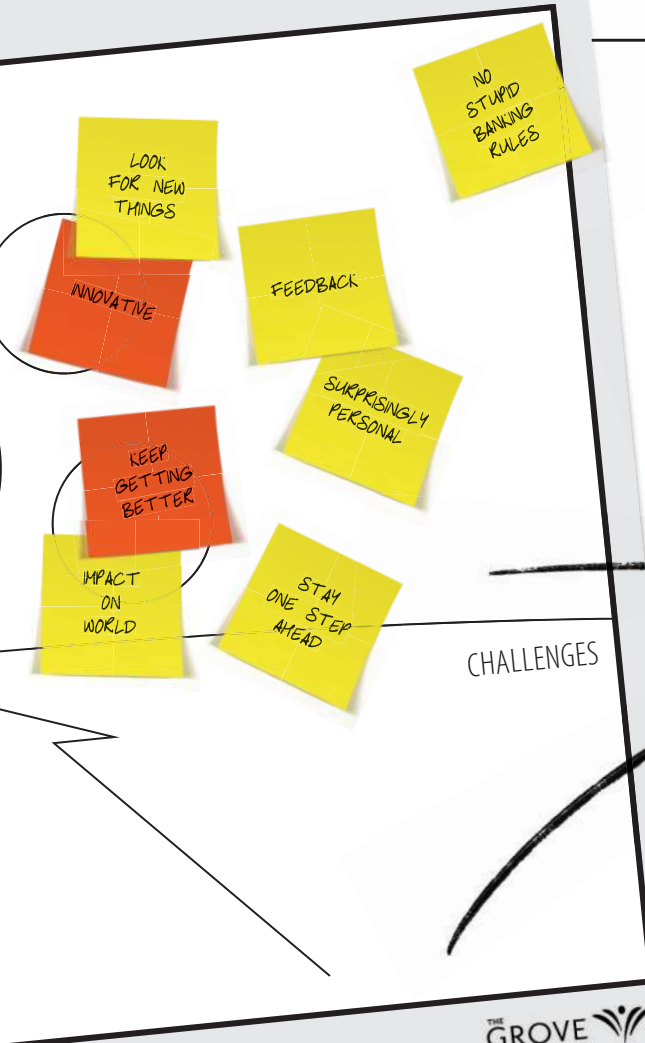 NO
STUPID
BANKING
RULES
LOOK
FOR NEW
THINGS
INNOVATIVE
FEEDBACK
SURPRISINGLY
PERSONAL
KEEP
GETTING
BETTER
IMPACT
ON
WORLD
STAY
ONE STEP
AHEAD
CHALLENGES
THE
GROVE